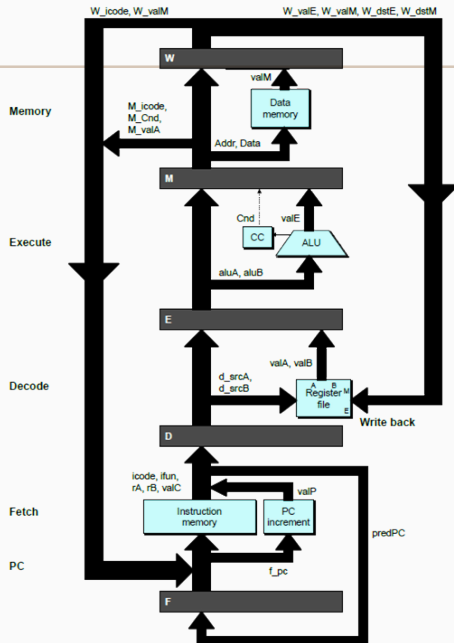 W_icode, W_valM
W_valE, W_valM, W_dstE, W_dstM
W
valM
Memory
M_icode,
M_Cnd,
M_valA
Data
memory
Addr, Data
M
Cnd
valE
Execute
CC
ALU
aluA, aluB
E
valA, valB
Decode
d_srcA,
d_srcB
A B
Register
file
M
E
Write back
D
icode, ifun,
rA, rB, valC
valP
Fetch
Instruction
memory
PC
increment
predPC
PC
f_pc
F